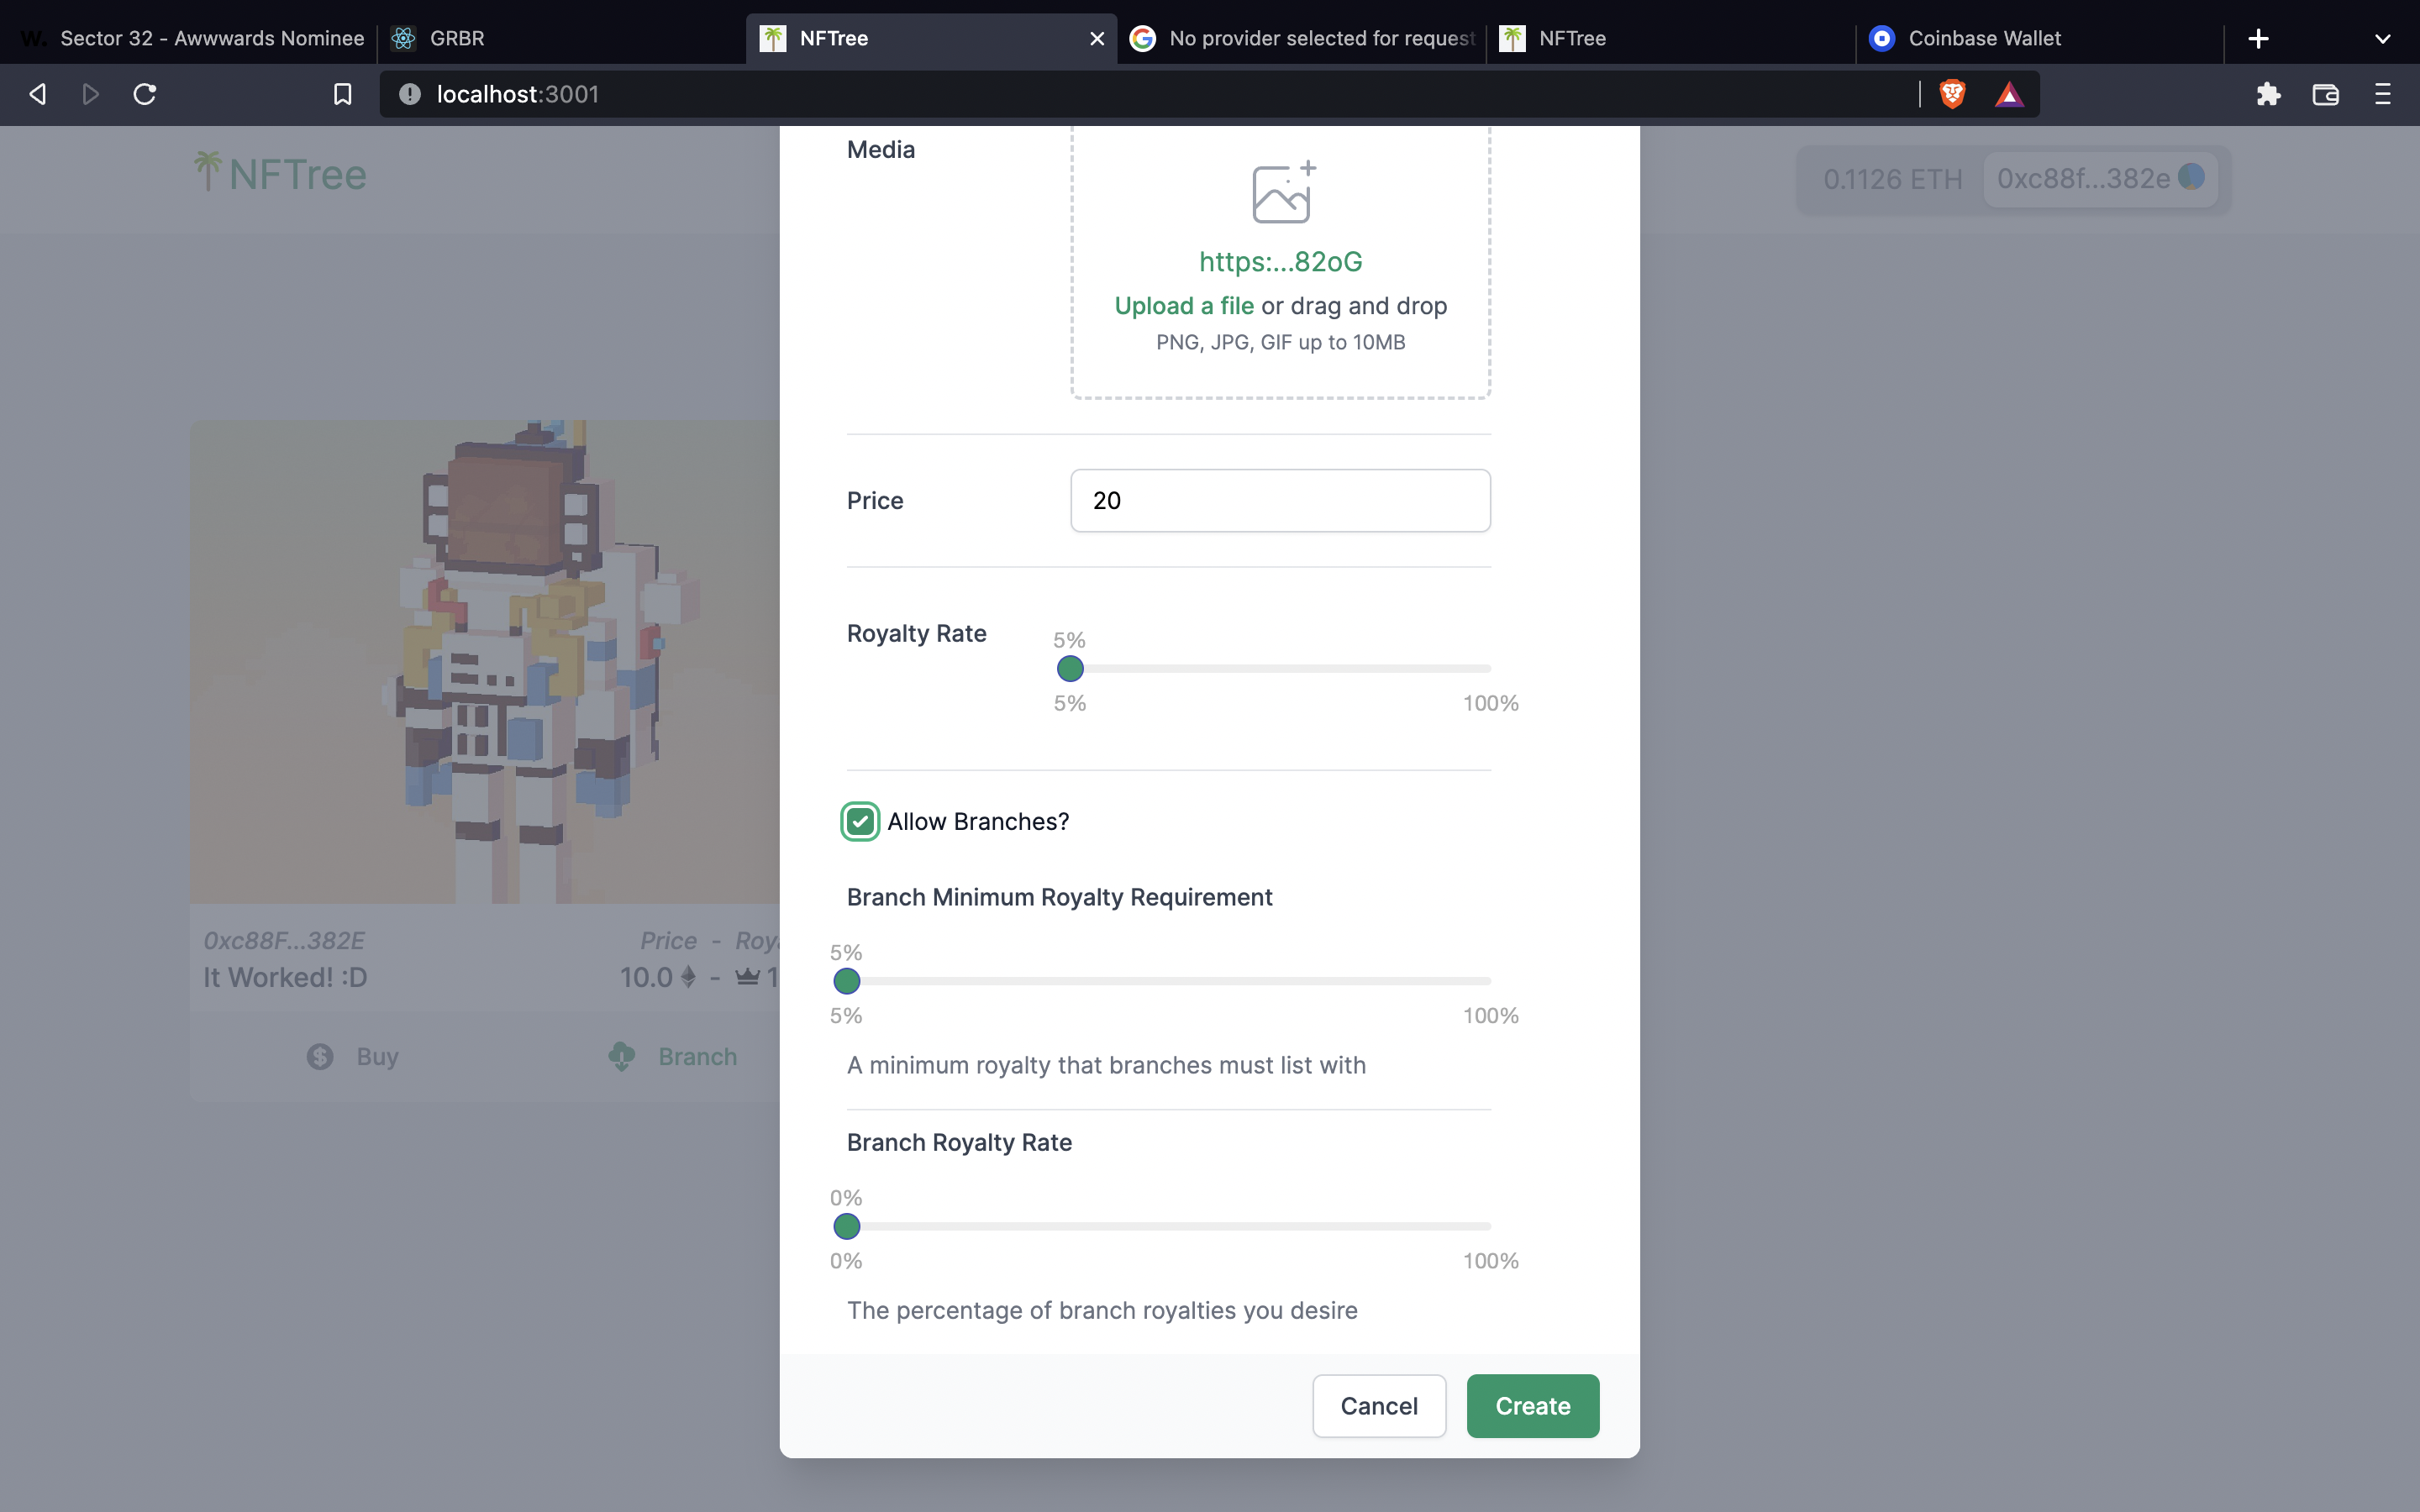 W. Sector 32 - Awwwards Nominee
GRBR
NFTree
No provider selected for request
NFTree
Coinbase Wallet
localhost:3001
NFTree
0.1126 ETH
0xc88f...382e
Media
https:...82oG
Upload a file or drag and drop
PNG, JPG, GIF up to 10MB
Price
20
Royalty Rate
5%
5%
100%
Allow Branches?
Branch Minimum Royalty Requirement
5%
5%
100%
A minimum royalty that branches must list with
Branch Royalty Rate
0%
0%
100%
The percentage of branch royalties you desire
Cancel
Create
0xc88F...382E
Price -
It Worked! :D
10.0 -
Buy
Branch